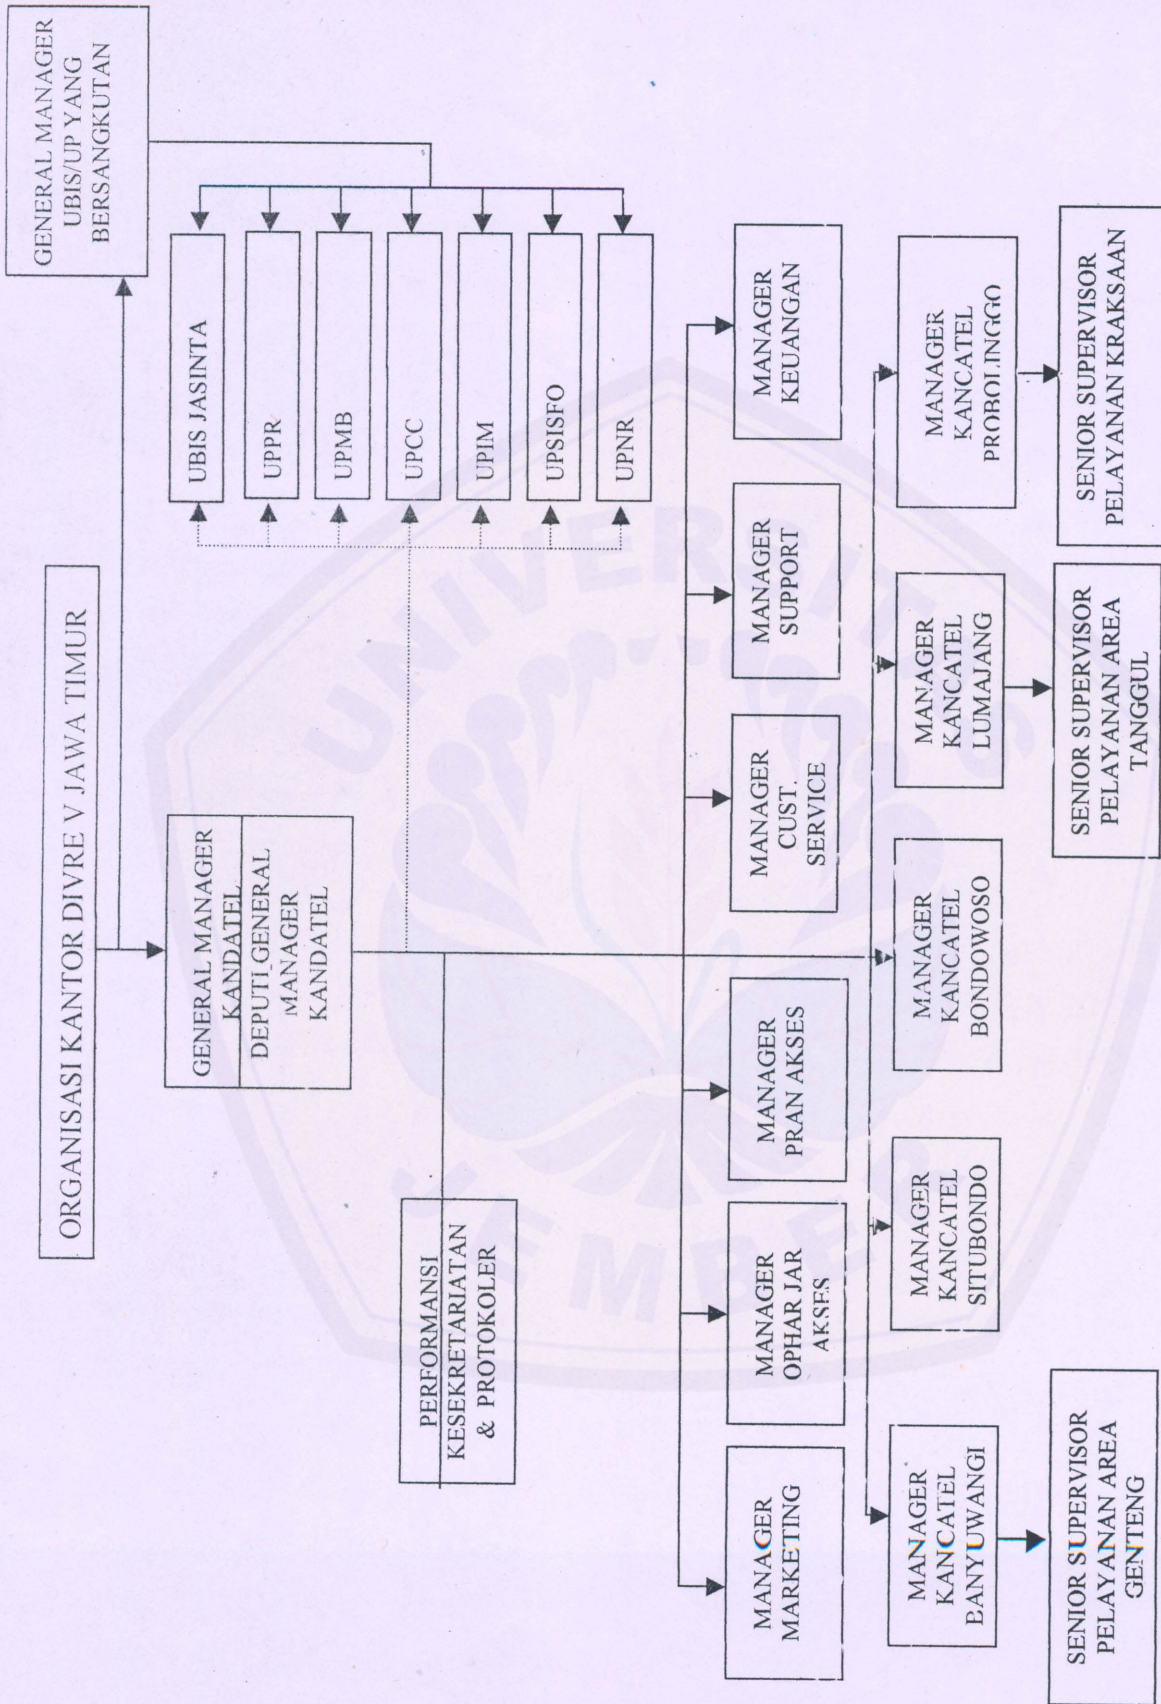 ORGANISASI KANTOR DIVRE V JAWA TIMUR
GENERAL MANAGER
UBIS/UP YANG
BERSANGKUTAN
GENERAL MANAGER
KANDATEL
DEPUTI GENERAL
MANAGER
KANDATEL
UBIS JASINTA
UPPR
UPMB
UPCC
UPIM
UPSISFO
UPNR
PERFORMANSI
KESEKRETARIATAN
& PROTOKOLER
MANAGER
MARKETING
MANAGER
OPHAR JAR
AKSES
MANAGER
PRAN AKSES
MANAGER
CUST.
SERVICE
MANAGER
SUPPORT
MANAGER
KEUANGAN
MANAGER
KANCATEL
BANYUWANGI
MANAGER
KANCATEL
SITUBONDO
MANAGER
KANCATEL
BONDOWOSO
MANAGER
KANCATEL
LUMAJANG
MANAGER
KANCATEL
PROBOLINGGO
SENIOR SUPERVISOR
PELAYANAN AREA
GENTENG
SENIOR SUPERVISOR
PELAYANAN AREA
TANGGUL
SENIOR SUPERVISOR
PELAYANAN KRAKSAAN
UNIVERSITAS
JEMBER